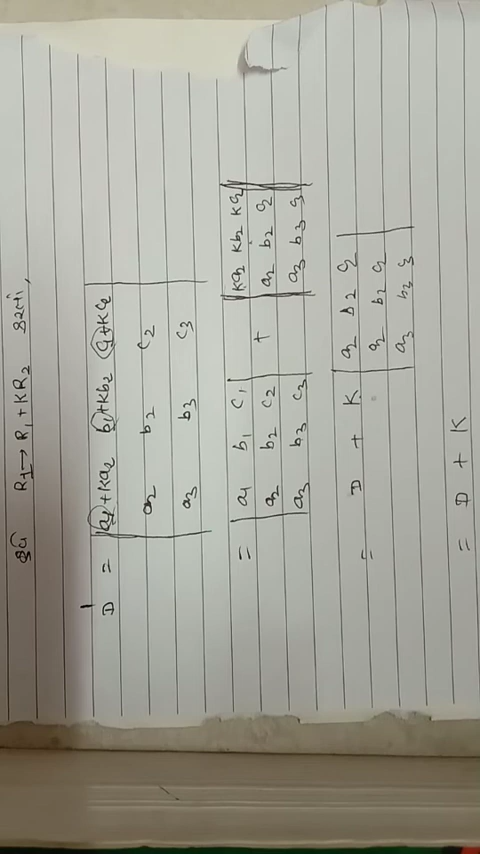 હવે R₁ → R₁ + KR₂ કરતાં,
D' = | a₁+Ka₂ b₁+Kb₂ c₁+Kc₂ |
a₂ b₂ c₂
a₃ b₃ c₃
= | a₁ b₁ c₁ | + | Ka₂ Kb₂ Kc₂ |
a₂ b₂ c₂ a₂ b₂ c₂
a₃ b₃ c₃ a₃ b₃ c₃
= D + K | a₂ b₂ c₂ |
a₂ b₂ c₂
a₃ b₃ c₃
= D + K